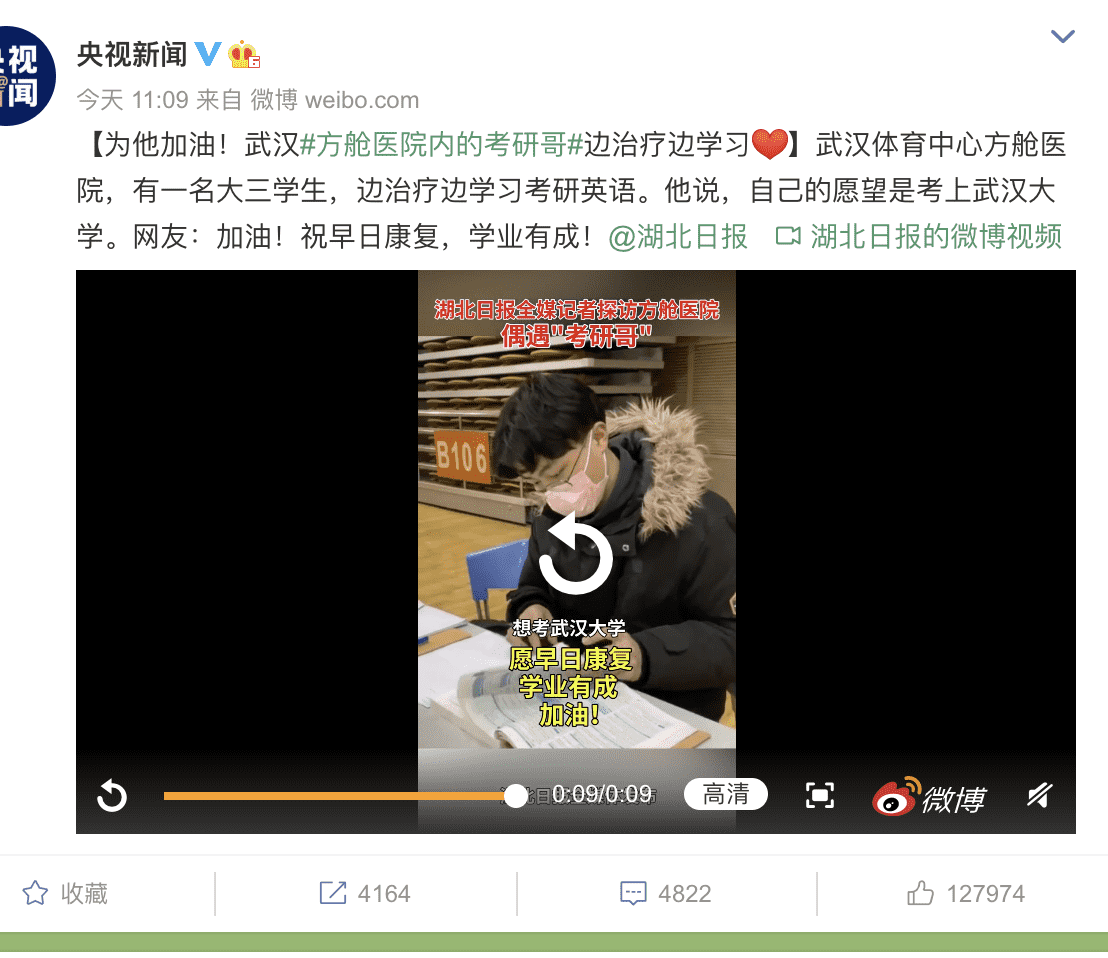 央视新闻
今天 11:09 来自 微博 weibo.com
【为他加油！武汉#方舱医院内的考研哥#边治疗边学习❤️】武汉体育中心方舱医
院，有一名大三学生，边治疗边学习考研英语。他说，自己的愿望是考上武汉大
学。网友：加油！祝早日康复，学业有成！@湖北日报 湖北日报的微博视频
视
闻
湖北日报全媒记者探访方舱医院
偶遇"考研哥"
B106
想考武汉大学
愿早日康复
学业有成
加油！
0:09/0:09
高清
微博
收藏
4164
4822
127974